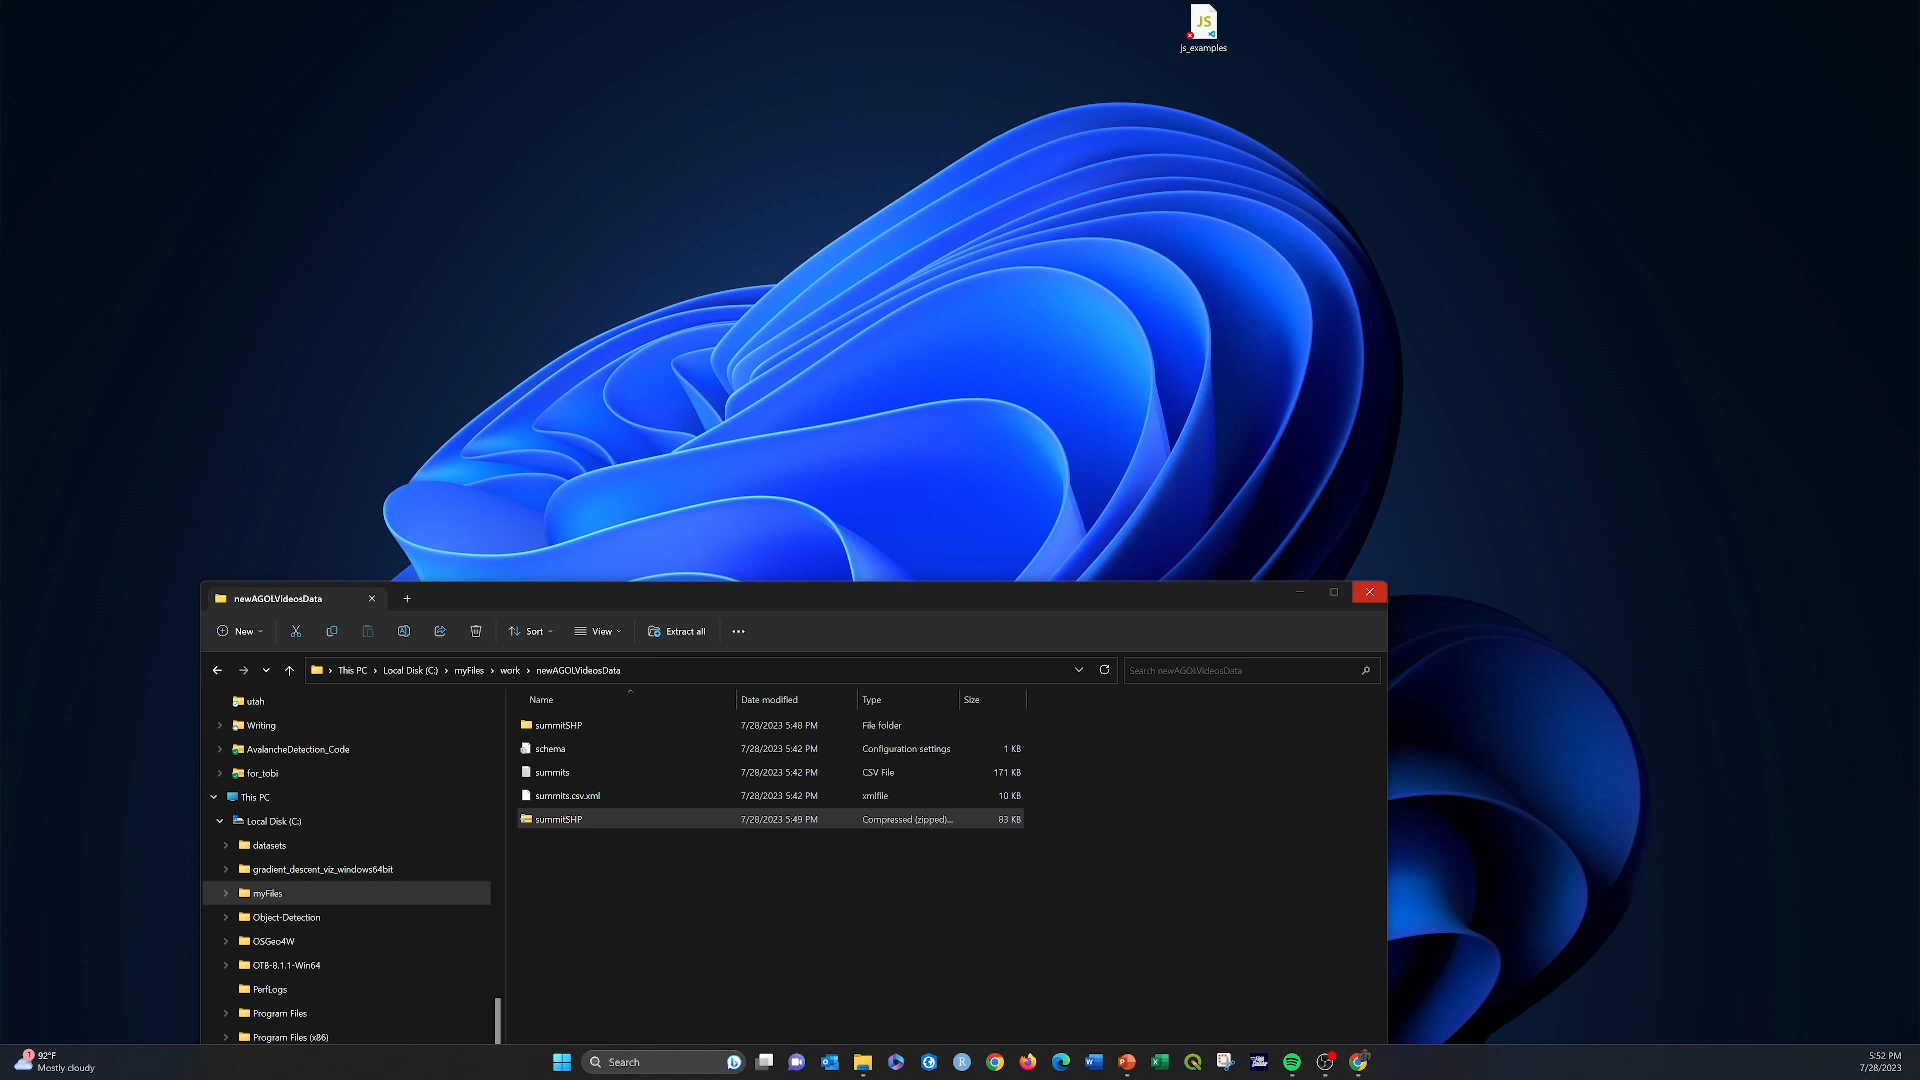 JS
js_examples
newAGOLVideosData
New
Sort
View
Extract all
This PC
Local Disk (C:)
myFiles
work
newAGOLVideosData
Search newAGOLVideosData
Name
Date modified
Type
Size
utah
Writing
AvalancheDetection_Code
for_tobi
This PC
Local Disk (C:)
datasets
gradient_descent_viz_windows64bit
myFiles
Object-Detection
OSGeo4W
OTB-8.1.1-Win64
PerfLogs
Program Files
Program Files (x86)
summitSHP 7/28/2023 5:48 PM File folder
schema 7/28/2023 5:42 PM Configuration settings 1 KB
summits 7/28/2023 5:42 PM CSV File 171 KB
summits.csv.xml 7/28/2023 5:42 PM xmlfile 10 KB
summitSHP 7/28/2023 5:49 PM Compressed (zipped)... 83 KB
1
92°F
Mostly cloudy
Search
5:52 PM
7/28/2023